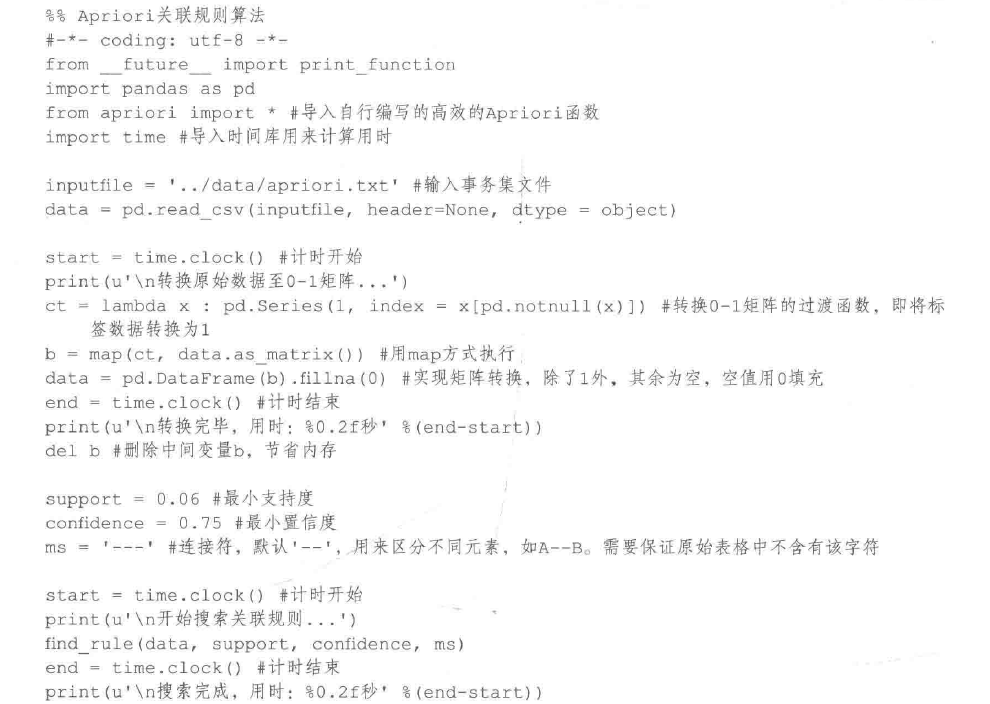 %% Apriori关联规则算法
#-*- coding: utf-8 -*-
from __future__ import print_function
import pandas as pd
from apriori import * #导入自行编写的高效的Apriori函数
import time #导入时间库用来计算用时
inputfile = '../data/apriori.txt' #输入事务集文件
data = pd.read_csv(inputfile, header=None, dtype = object)
start = time.clock() #计时开始
print(u'\n转换原始数据至0-1矩阵...')
ct = lambda x : pd.Series(1, index = x[pd.notnull(x)]) #转换0-1矩阵的过渡函数，即将标
签数据转换为1
b = map(ct, data.as_matrix()) #用map方式执行
data = pd.DataFrame(b).fillna(0) #实现矩阵转换，除了1外，其余为空，空值用0填充
end = time.clock() #计时结束
print(u'\n转换完毕，用时：%0.2f秒' %(end-start))
del b #删除中间变量b，节省内存
support = 0.06 #最小支持度
confidence = 0.75 #最小置信度
ms = '---' #连接符，默认'--'，用来区分不同元素，如A--B。需要保证原始表格中不含有该字符
start = time.clock() #计时开始
print(u'\n开始搜索关联规则...')
find_rule(data, support, confidence, ms)
end = time.clock() #计时结束
print(u'\n搜索完成，用时：%0.2f秒' %(end-start))